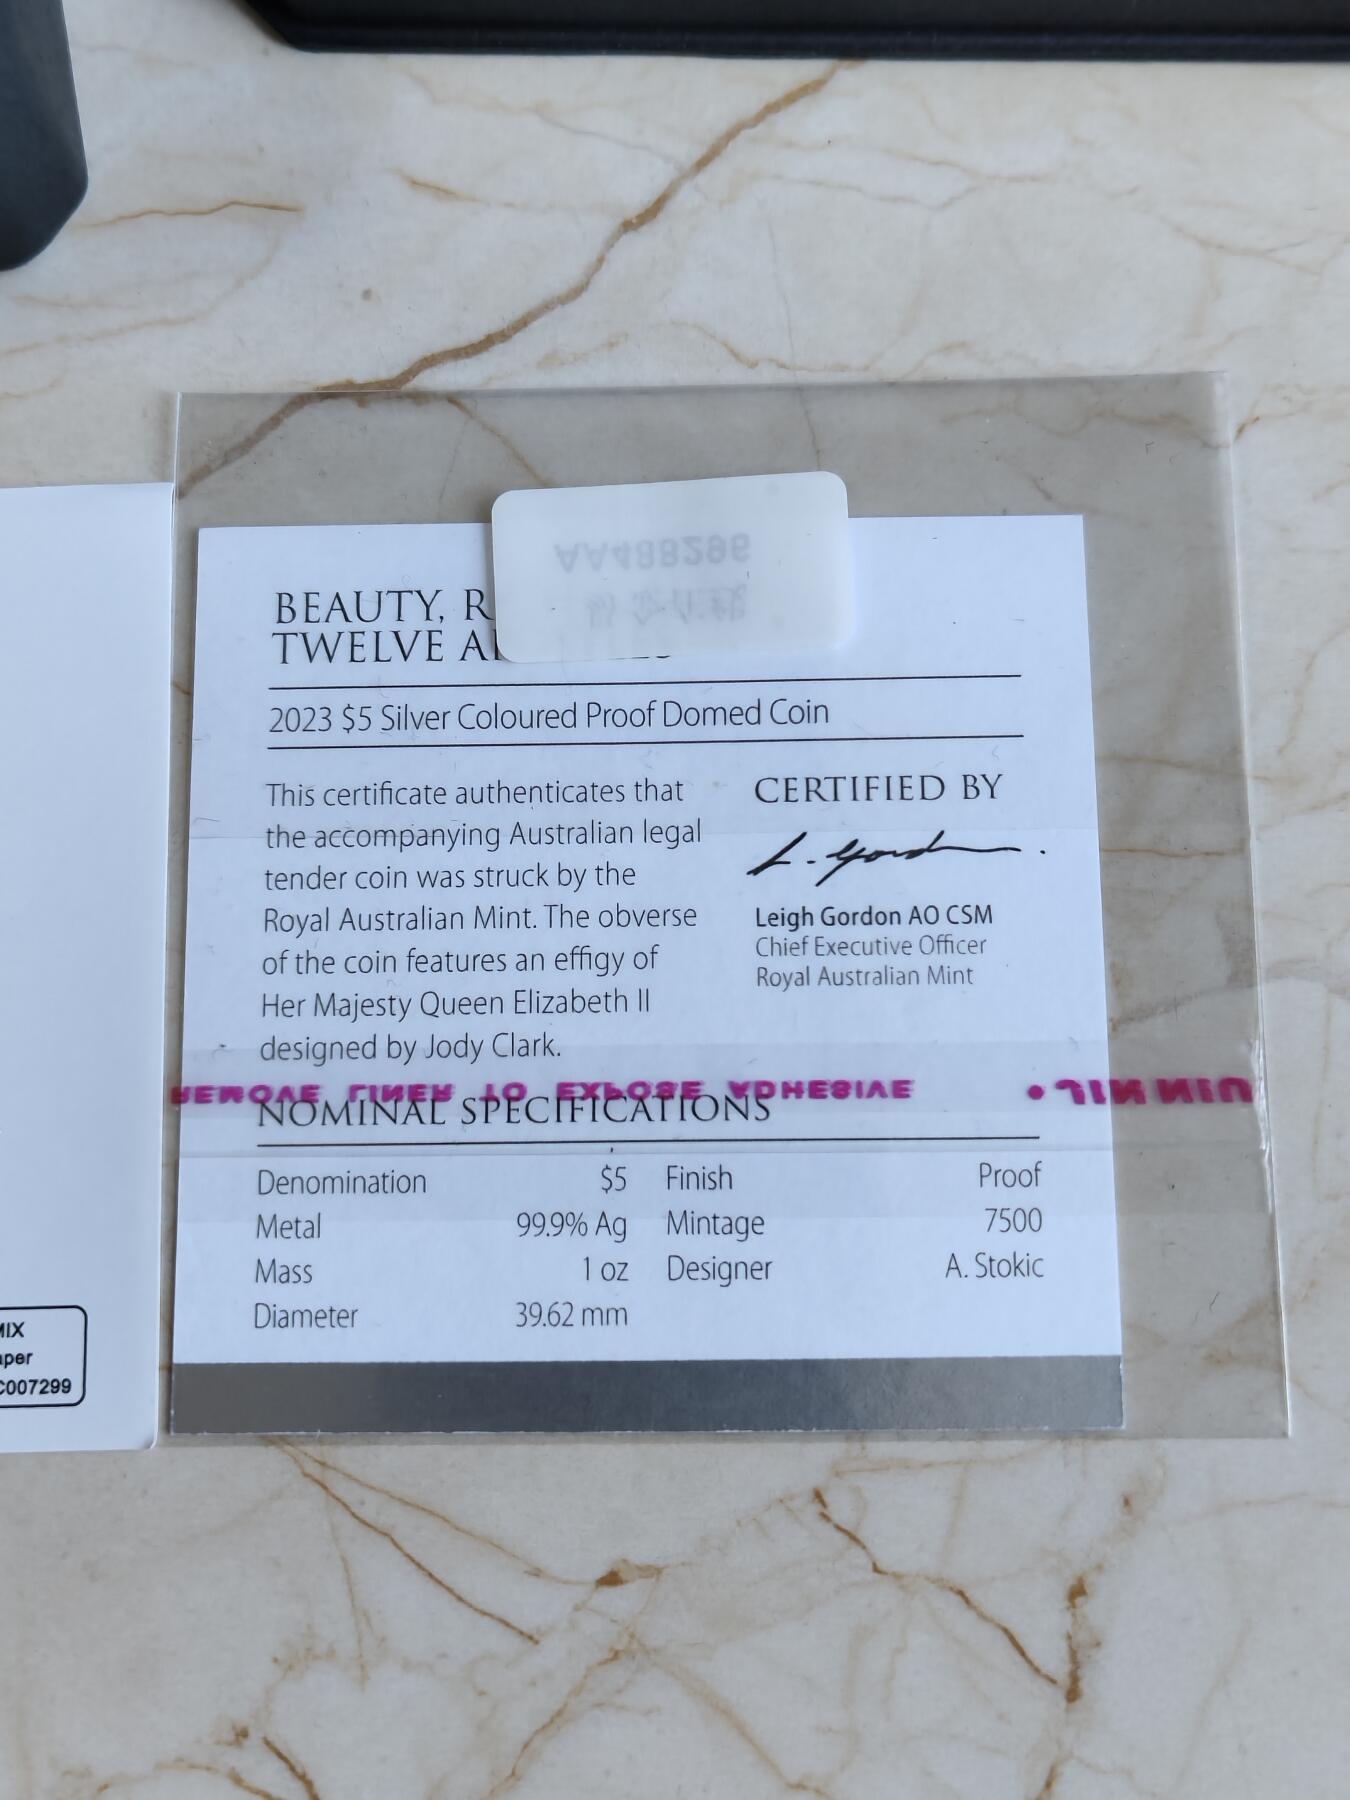 AA488296
BEAUTY, R
TWELVE A
2023 $5 Silver Coloured Proof Domed Coin
This certificate authenticates that
the accompanying Australian legal
tender coin was struck by the
Royal Australian Mint. The obverse
of the coin features an effigy of
Her Majesty Queen Elizabeth II
designed by Jody Clark.
CERTIFIED BY
L. Gordon.
Leigh Gordon AO CSM
Chief Executive Officer
Royal Australian Mint
REMOVE LINER TO EXPOSE ADHESIVE
NOMINAL SPECIFICATIONS
Denomination $5 Finish Proof
Metal 99.9% Ag Mintage 7500
Mass 1 oz Designer A. Stokic
Diameter 39.62 mm
MIX
aper
C007299